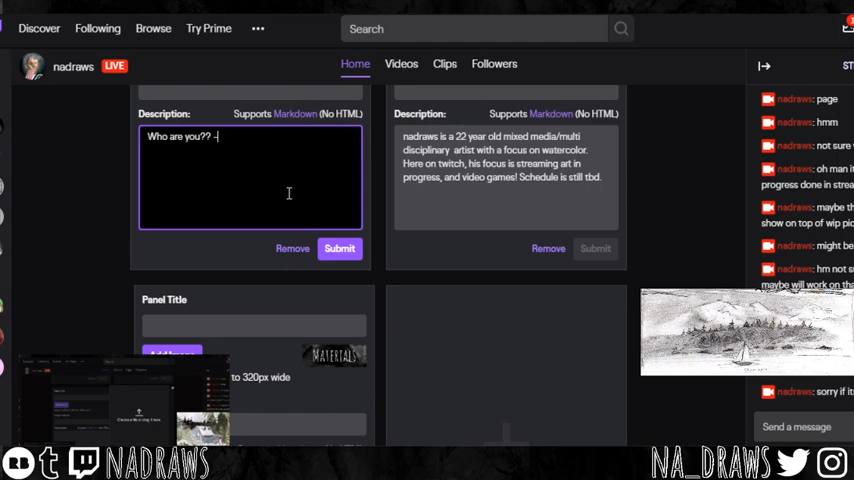 Discover Following Browse Try Prime
Search
nadraws LIVE
Home Videos Clips Followers
Description: Supports Markdown (No HTML)
Description: Supports Markdown (No HTML)
Who are you?? -
nadraws is a 22 year old mixed media/multi
disciplinary artist with a focus on watercolor.
Here on twitch, his focus is streaming art in
progress, and video games! Schedule is still tbd.
Remove Submit
Remove Submit
Panel Title
Add Image
MATERIALS
to 320px wide
ST
nadraws: page
nadraws: hmm
nadraws: not sure
nadraws: oh man it
progress done in strea
nadraws: maybe th
show on top of wip pic
nadraws: might be
nadraws: hm not su
maybe will work on tha
nadraws: sorry if it
Send a message
NADRAWS
NA_DRAWS